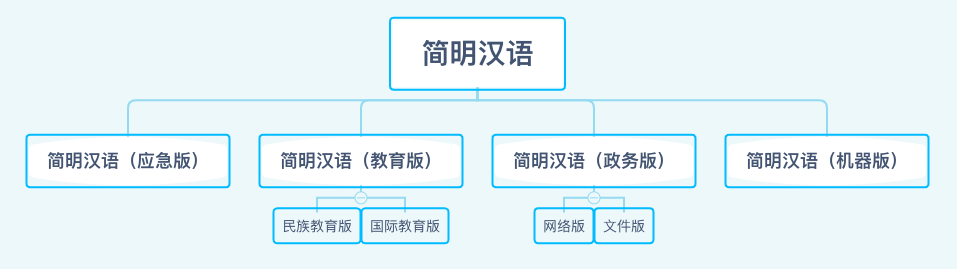 简明汉语
简明汉语（应急版）
简明汉语（教育版）
简明汉语（政务版）
简明汉语（机器版）
民族教育版
国际教育版
网络版
文件版